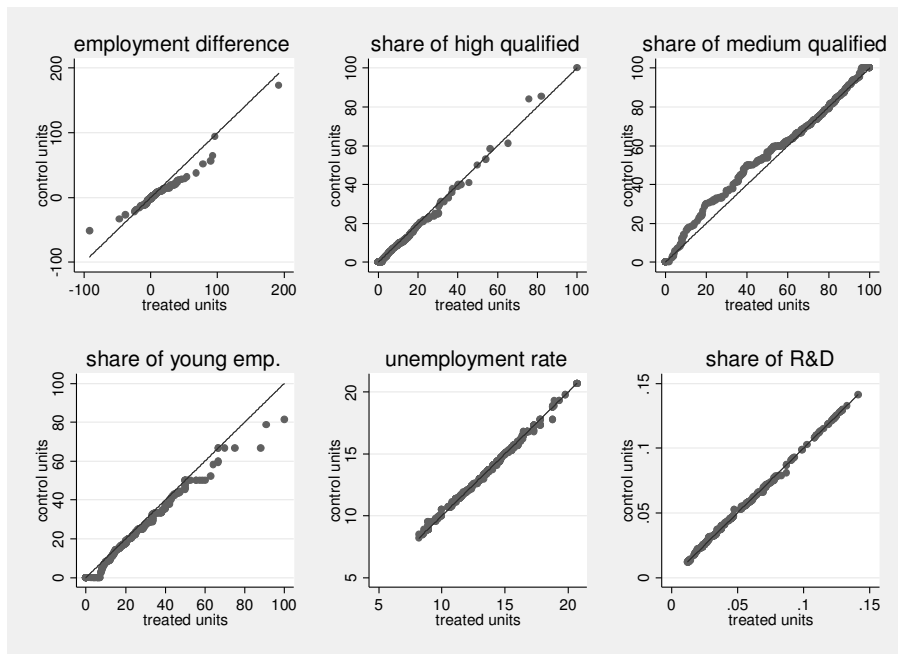 employment difference
200
100
0
-100
control units
-100 0 100 200
treated units
share of high qualified
100
80
60
40
20
0
control units
0 20 40 60 80 100
treated units
share of medium qualified
100
80
60
40
20
0
control units
0 20 40 60 80 100
treated units
share of young emp.
100
80
60
40
20
0
control units
0 20 40 60 80 100
treated units
unemployment rate
20
15
10
5
control units
5 10 15 20
treated units
share of R&D
.15
.1
.05
0
control units
0 .05 .1 .15
treated units